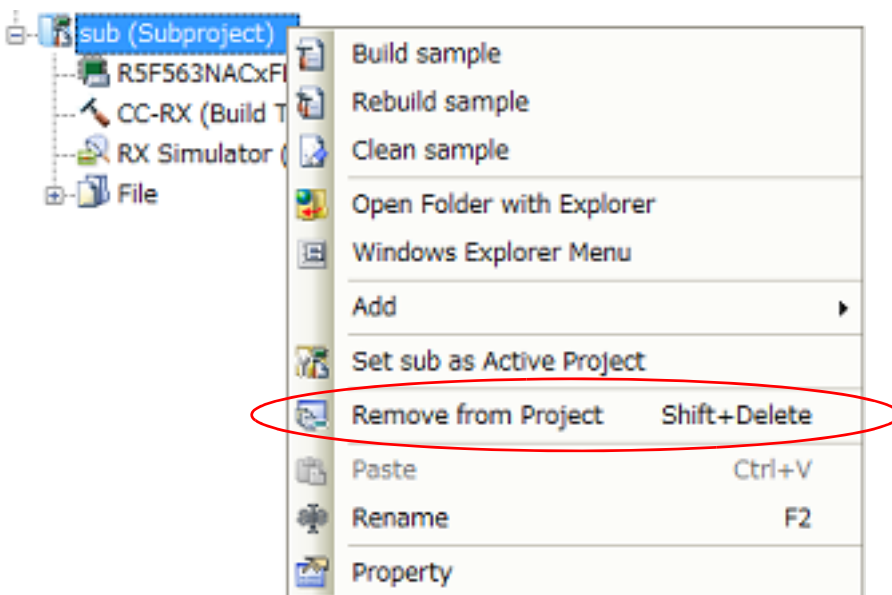 sub (Subproject)
R5F563NACxF
CC-RX (Build T
RX Simulator (
File
Build sample
Rebuild sample
Clean sample
Open Folder with Explorer
Windows Explorer Menu
Add
Set sub as Active Project
Remove from Project Shift+Delete
Paste Ctrl+V
Rename F2
Property